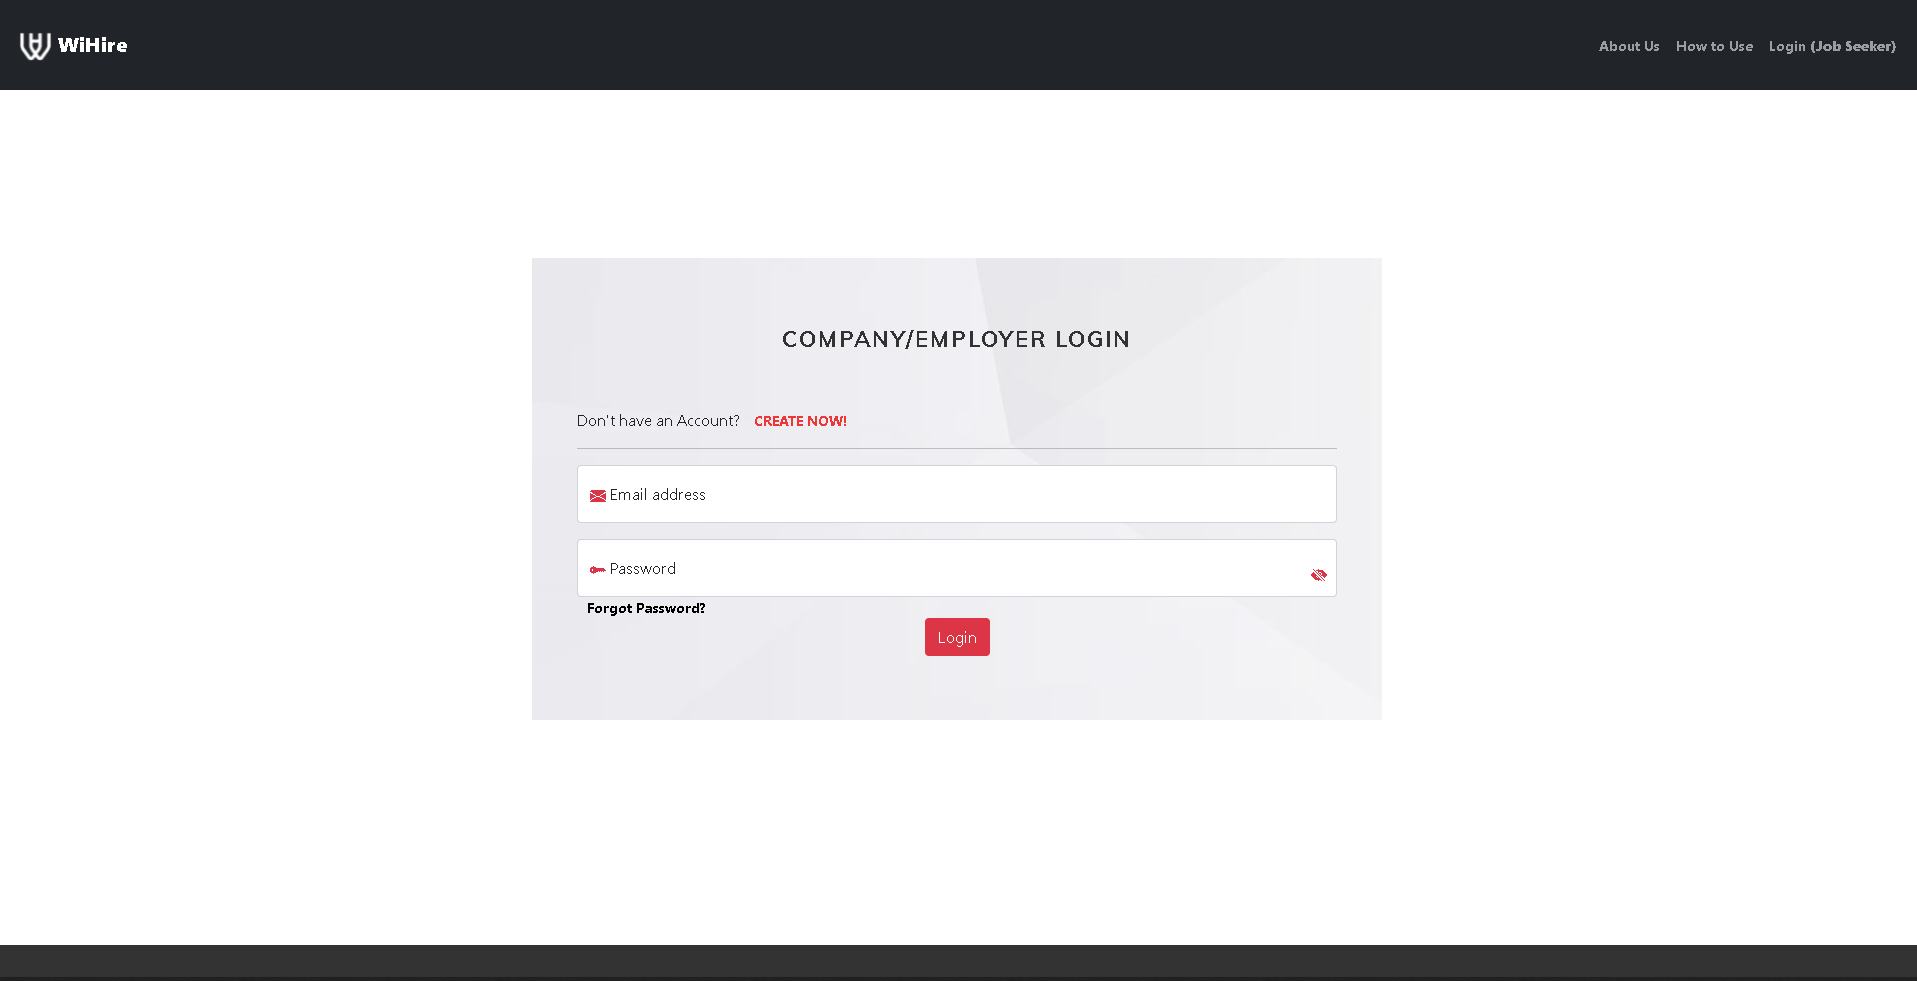 WiHire
About Us How to Use Login (Job Seeker)
COMPANY/EMPLOYER LOGIN
Don't have an Account? CREATE NOW!
Email address
Password
Forgot Password?
Login